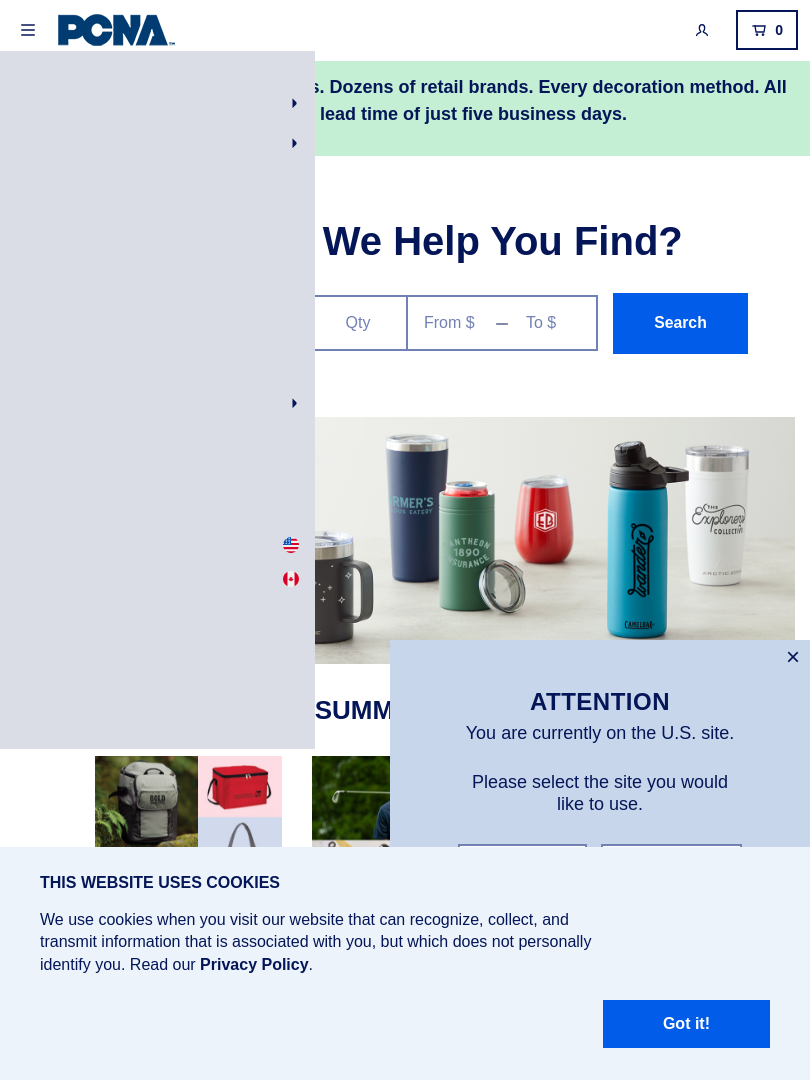 PCNA
0
s. Dozens of retail brands. Every decoration method. All
lead time of just five business days.
We Help You Find?
Qty
From $
To $
Search
RMER'S
ANTHEON
1890
SURANCE
EB
wander
CAMELBAK
THE
Explorers
COLLECTIVE
SUMM
×
ATTENTION
You are currently on the U.S. site.
Please select the site you would
like to use.
THIS WEBSITE USES COOKIES
We use cookies when you visit our website that can recognize, collect, and
transmit information that is associated with you, but which does not personally
identify you. Read our Privacy Policy.
Got it!